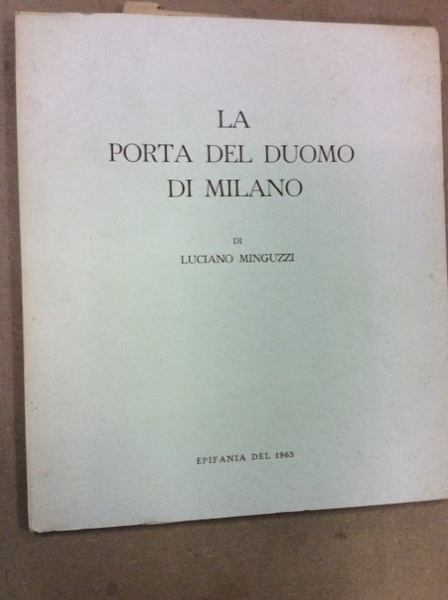 LA
PORTA DEL DUOMO
DI MILANO
DI
LUCIANO MINGUZZI
EPIFANIA DEL 1965